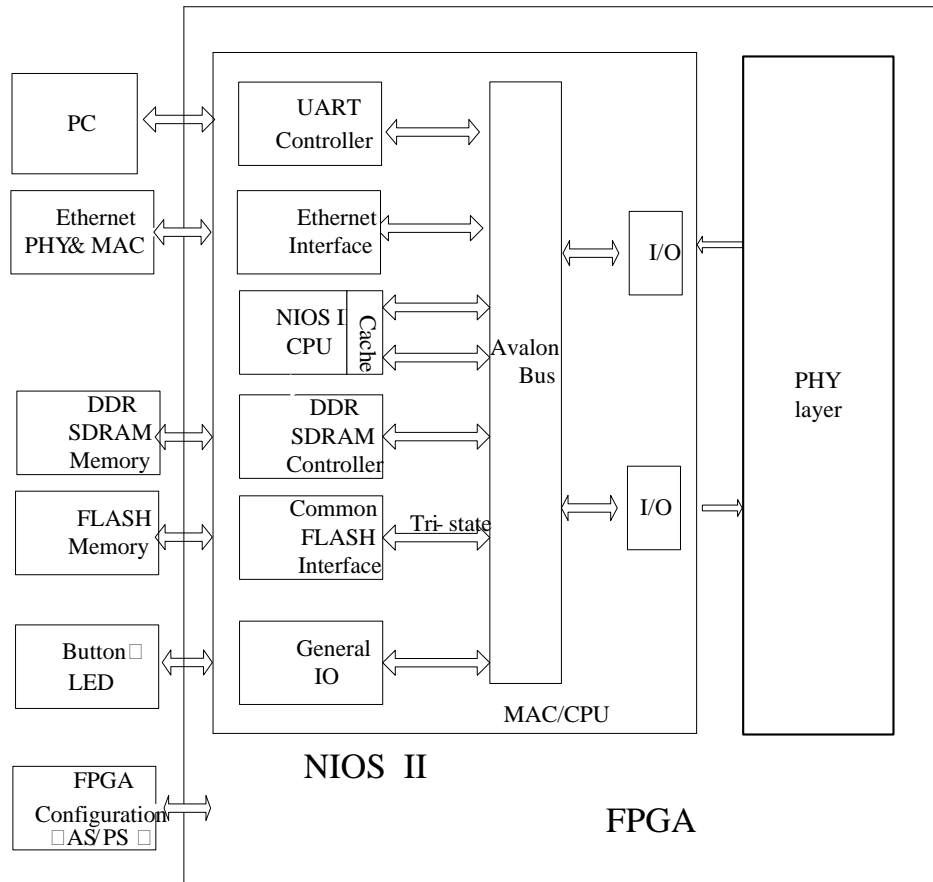 PC
UART
Controller
Ethernet
PHY& MAC
Ethernet
Interface
I/O
NIOS II
CPU
Cache
Avalon
Bus
PHY
layer
DDR
SDRAM
Memory
DDR
SDRAM
Controller
FLASH
Memory
Common
FLASH
Interface
Tri- state
I/O
Button□
LED
General
IO
MAC/CPU
NIOS II
FPGA
Configuration
□AS/PS □
FPGA